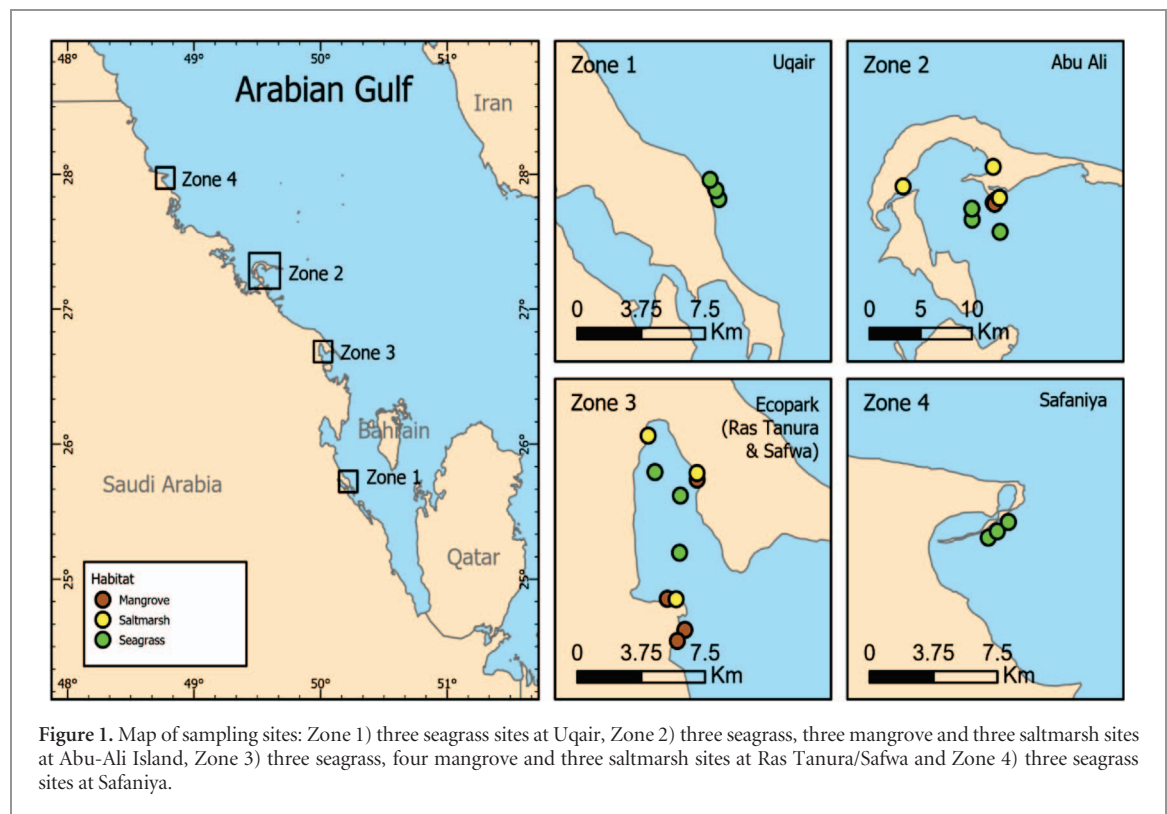 48°
49°
50°
51°
Arabian Gulf
Iran
28°
28°
Zone 4
Zone 2
27°
27°
Zone 3
26°
26°
Bahrain
Zone 1
Saudi Arabia
Qatar
25°
25°
Habitat
Mangrove
Saltmarsh
Seagrass
48°
49°
50°
51°
Zone 1
Uqair
0 3.75 7.5
Km
Zone 2
Abu Ali
0 5 10
Km
Zone 3
Ecopark
(Ras Tanura
& Safwa)
0 3.75 7.5
Km
Zone 4
Safaniya
0 3.75 7.5
Km
Figure 1. Map of sampling sites: Zone 1) three seagrass sites at Uqair, Zone 2) three seagrass, three mangrove and three saltmarsh sites
at Abu-Ali Island, Zone 3) three seagrass, four mangrove and three saltmarsh sites at Ras Tanura/Safwa and Zone 4) three seagrass
sites at Safaniya.